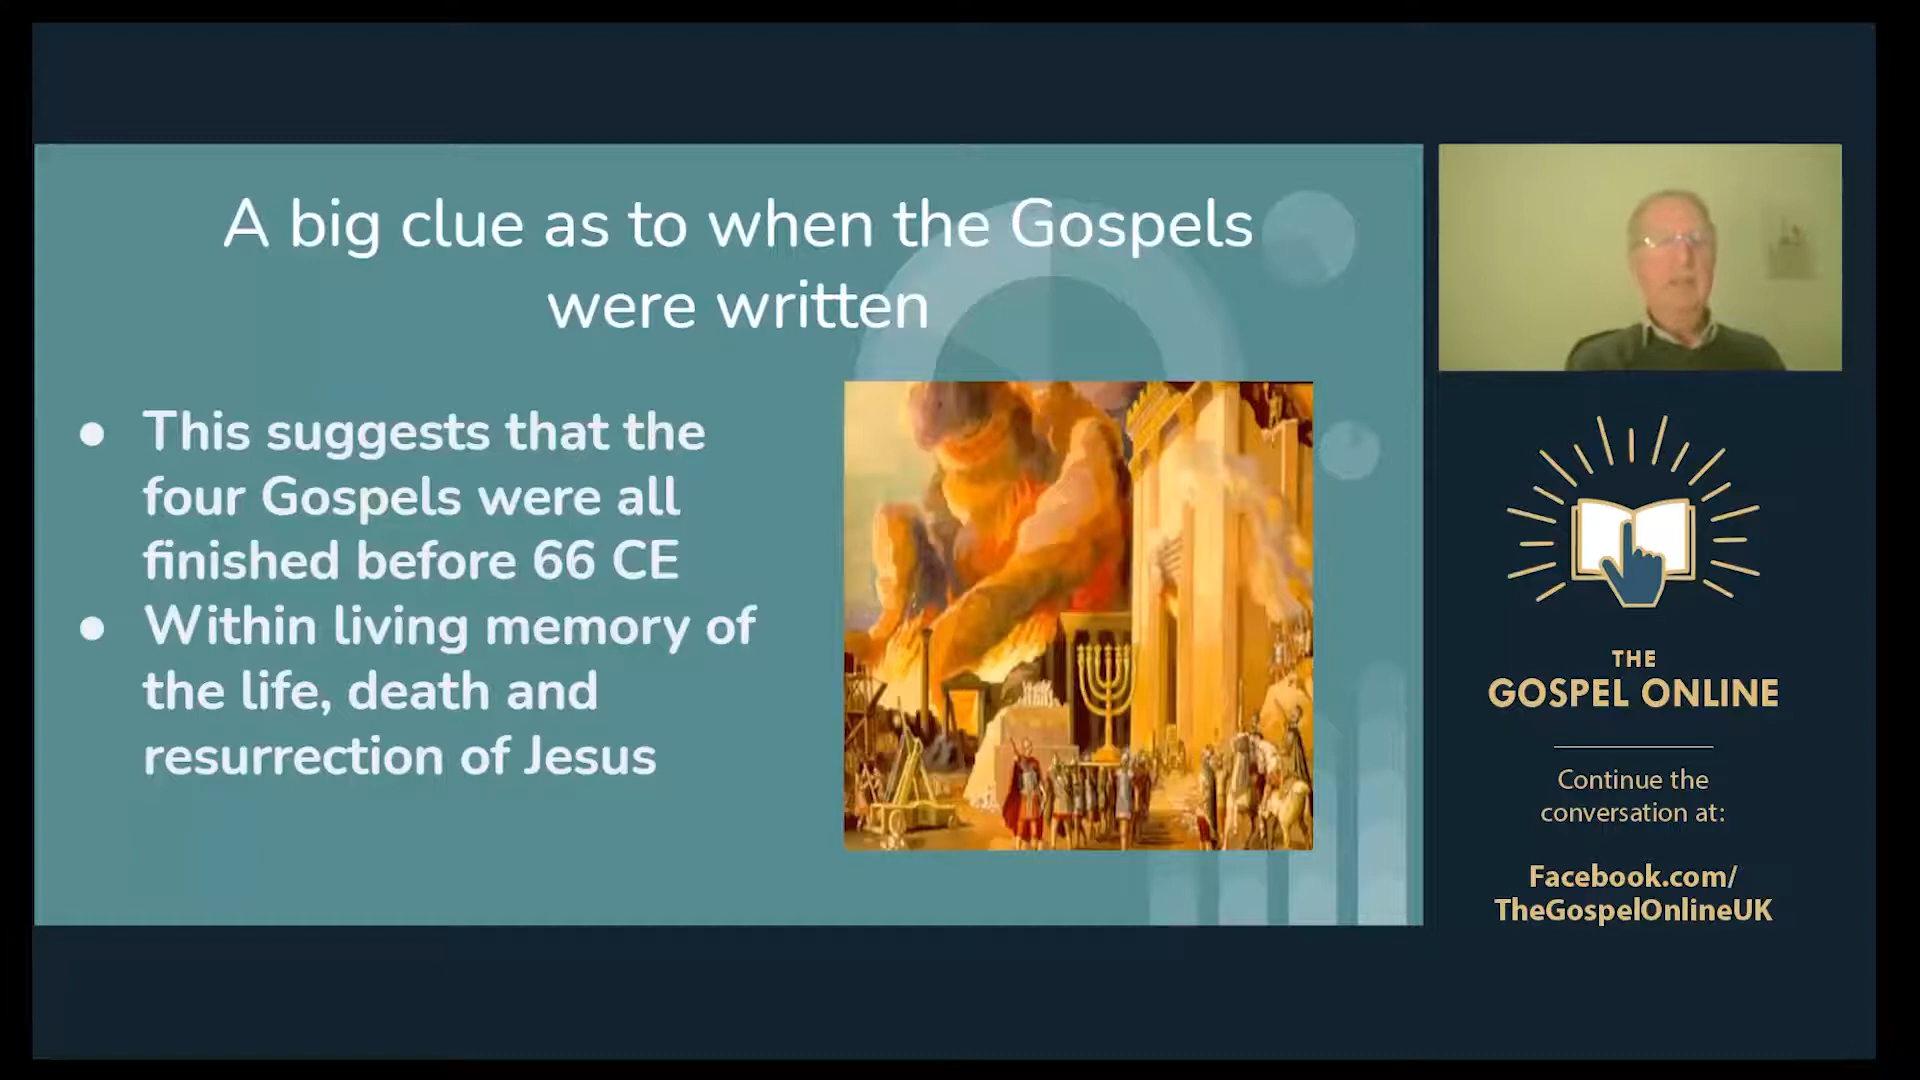 A big clue as to when the Gospels
were written
● This suggests that the
four Gospels were all
finished before 66 CE
● Within living memory of
the life, death and
resurrection of Jesus
THE
GOSPEL ONLINE
Continue the
conversation at:
Facebook.com/
TheGospelOnlineUK